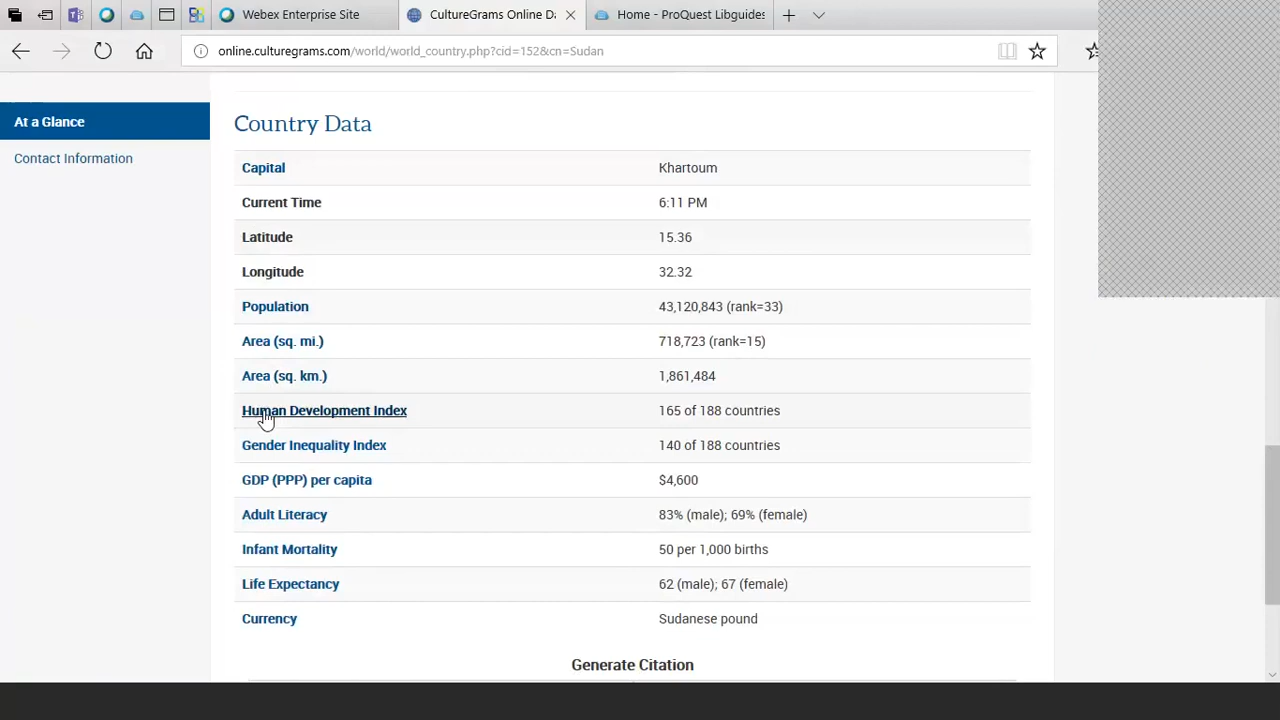 Webex Enterprise Site
CultureGrams Online Da
Home - ProQuest Libguides
online.culturegrams.com/world/world_country.php?cid=152&cn=Sudan
At a Glance
Contact Information
Country Data
Capital Khartoum
Current Time 6:11 PM
Latitude 15.36
Longitude 32.32
Population 43,120,843 (rank=33)
Area (sq. mi.) 718,723 (rank=15)
Area (sq. km.) 1,861,484
Human Development Index 165 of 188 countries
Gender Inequality Index 140 of 188 countries
GDP (PPP) per capita $4,600
Adult Literacy 83% (male); 69% (female)
Infant Mortality 50 per 1,000 births
Life Expectancy 62 (male); 67 (female)
Currency Sudanese pound
Generate Citation